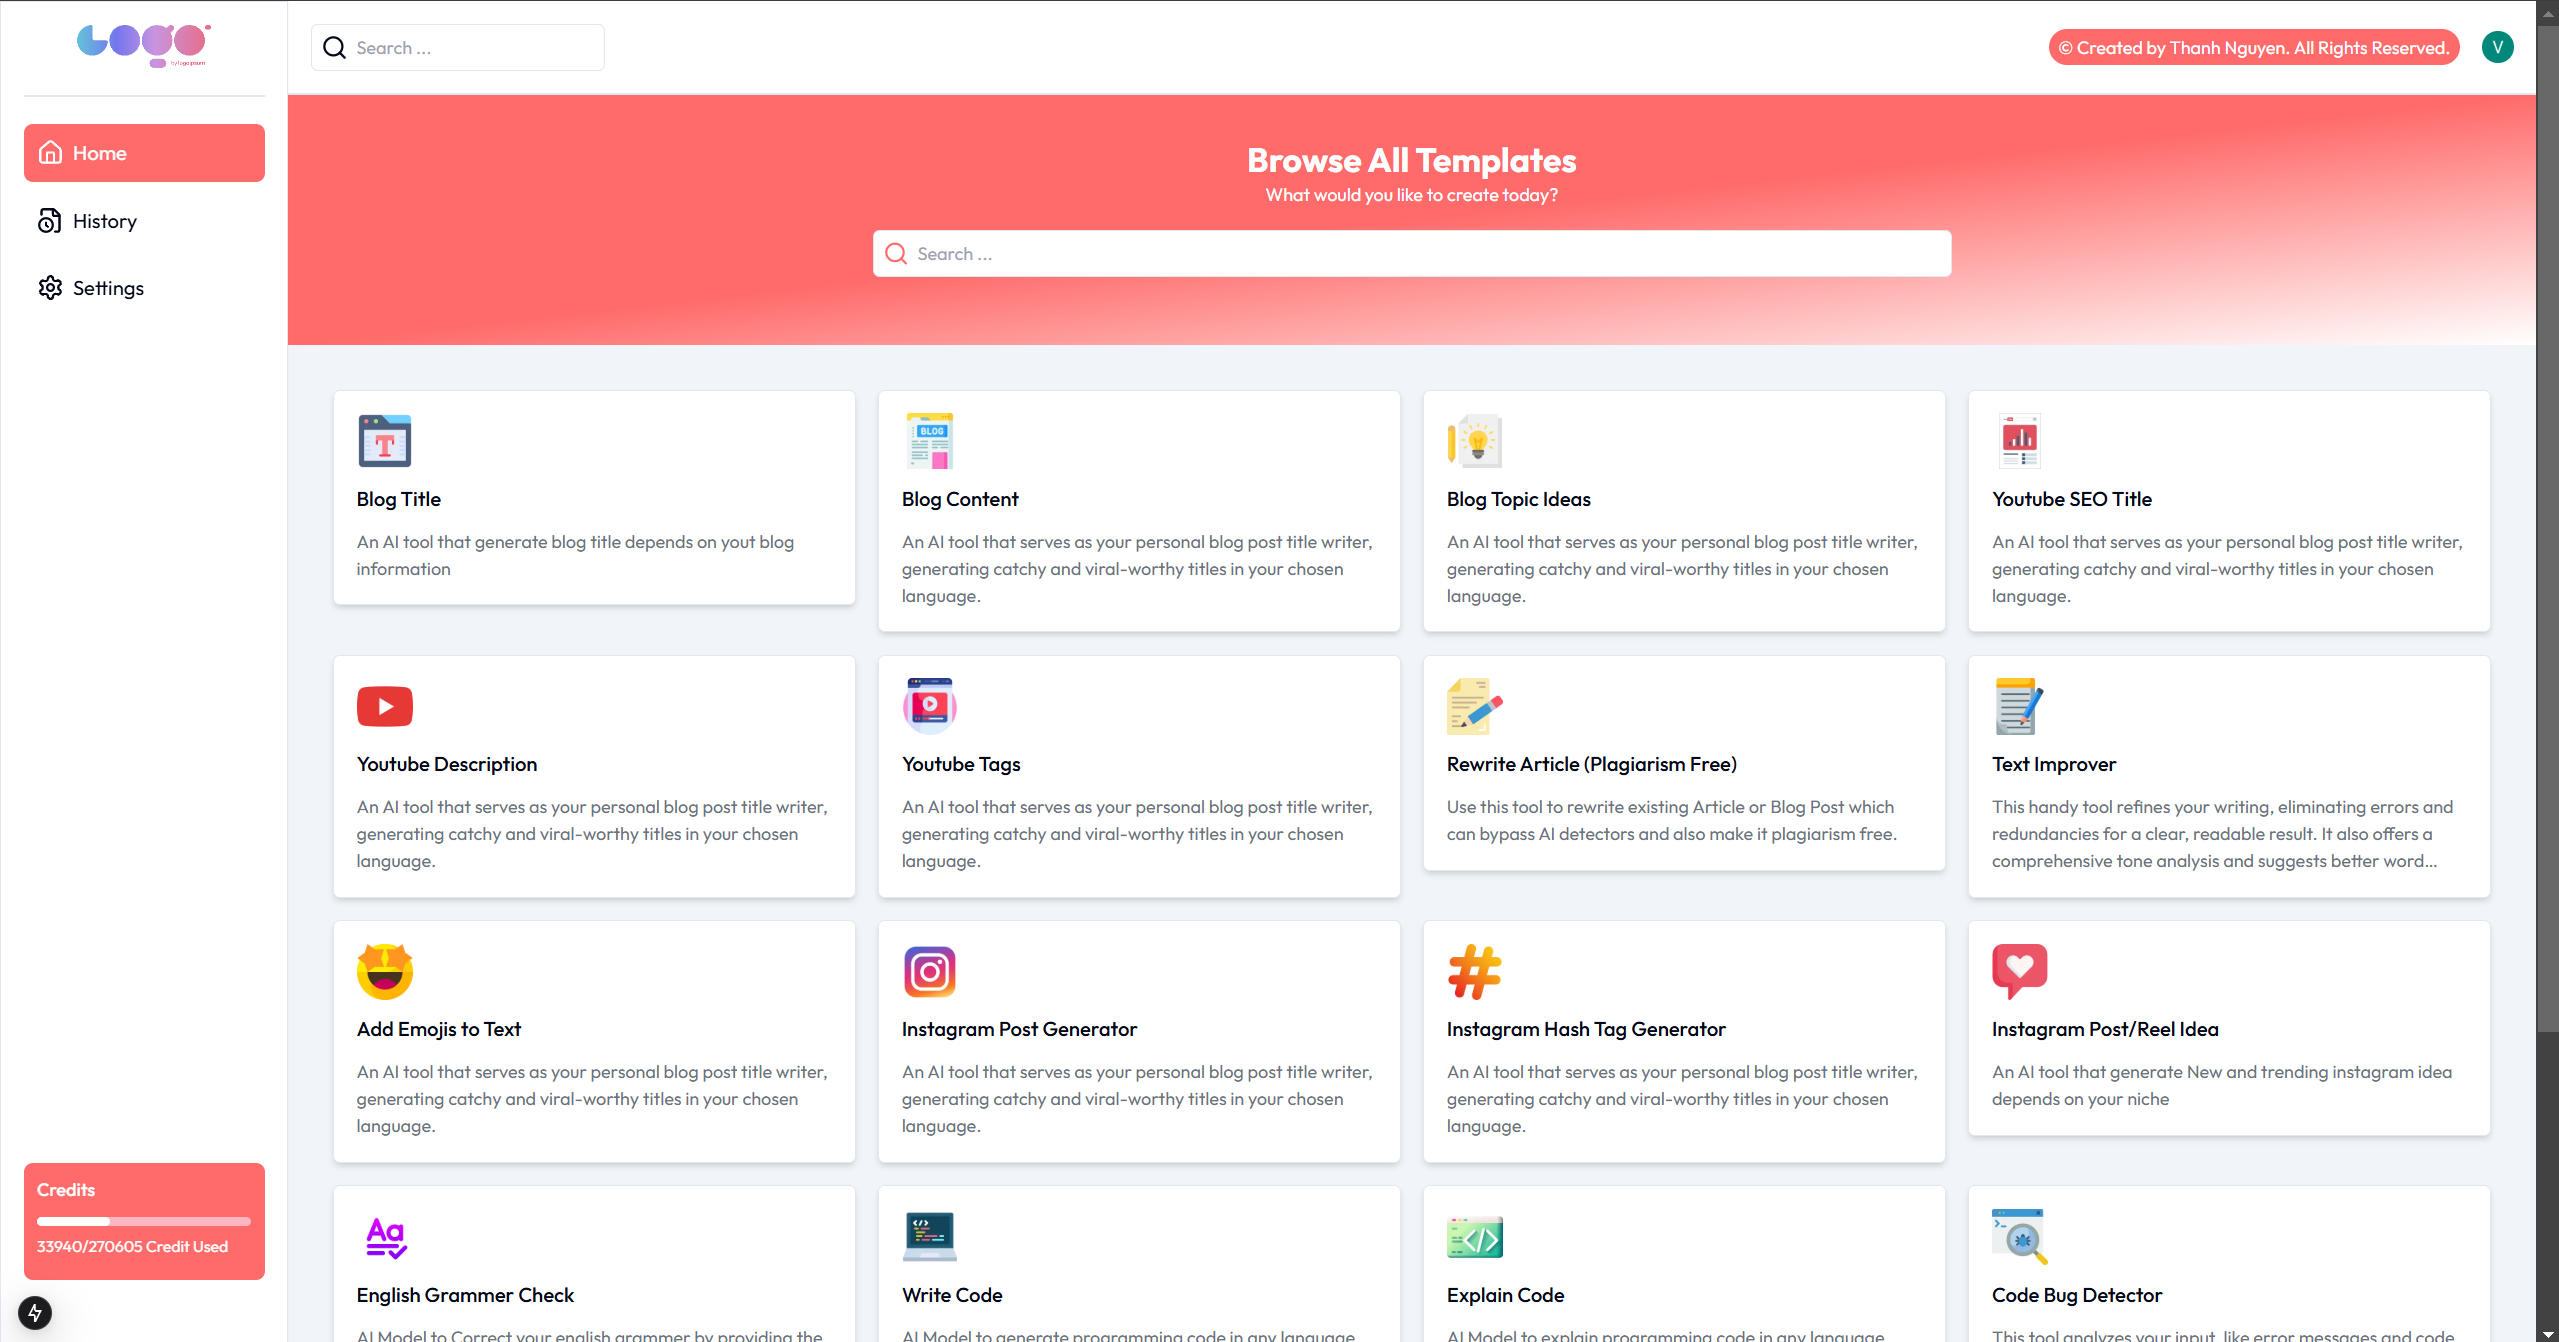 LOGO
by logoipsum
Search ...
© Created by Thanh Nguyen. All Rights Reserved.
V
Home
History
Settings
Browse All Templates
What would you like to create today?
Search ...
Blog Title
An AI tool that generate blog title depends on yout blog
information
BLOG
Blog Content
An AI tool that serves as your personal blog post title writer,
generating catchy and viral-worthy titles in your chosen
language.
Blog Topic Ideas
An AI tool that serves as your personal blog post title writer,
generating catchy and viral-worthy titles in your chosen
language.
Youtube SEO Title
An AI tool that serves as your personal blog post title writer,
generating catchy and viral-worthy titles in your chosen
language.
Youtube Description
An AI tool that serves as your personal blog post title writer,
generating catchy and viral-worthy titles in your chosen
language.
Youtube Tags
An AI tool that serves as your personal blog post title writer,
generating catchy and viral-worthy titles in your chosen
language.
Rewrite Article (Plagiarism Free)
Use this tool to rewrite existing Article or Blog Post which
can bypass AI detectors and also make it plagiarism free.
Text Improver
This handy tool refines your writing, eliminating errors and
redundancies for a clear, readable result. It also offers a
comprehensive tone analysis and suggests better word...
Add Emojis to Text
An AI tool that serves as your personal blog post title writer,
generating catchy and viral-worthy titles in your chosen
language.
Instagram Post Generator
An AI tool that serves as your personal blog post title writer,
generating catchy and viral-worthy titles in your chosen
language.
Instagram Hash Tag Generator
An AI tool that serves as your personal blog post title writer,
generating catchy and viral-worthy titles in your chosen
language.
Instagram Post/Reel Idea
An AI tool that generate New and trending instagram idea
depends on your niche
Credits
33940/270605 Credit Used
Aa
English Grammer Check
AI Model to Correct your english grammer by providing the
Write Code
AI Model to generate programming code in any language
Explain Code
AI Model to explain programming code in any language
Code Bug Detector
This tool analyzes your input, like error messages and code